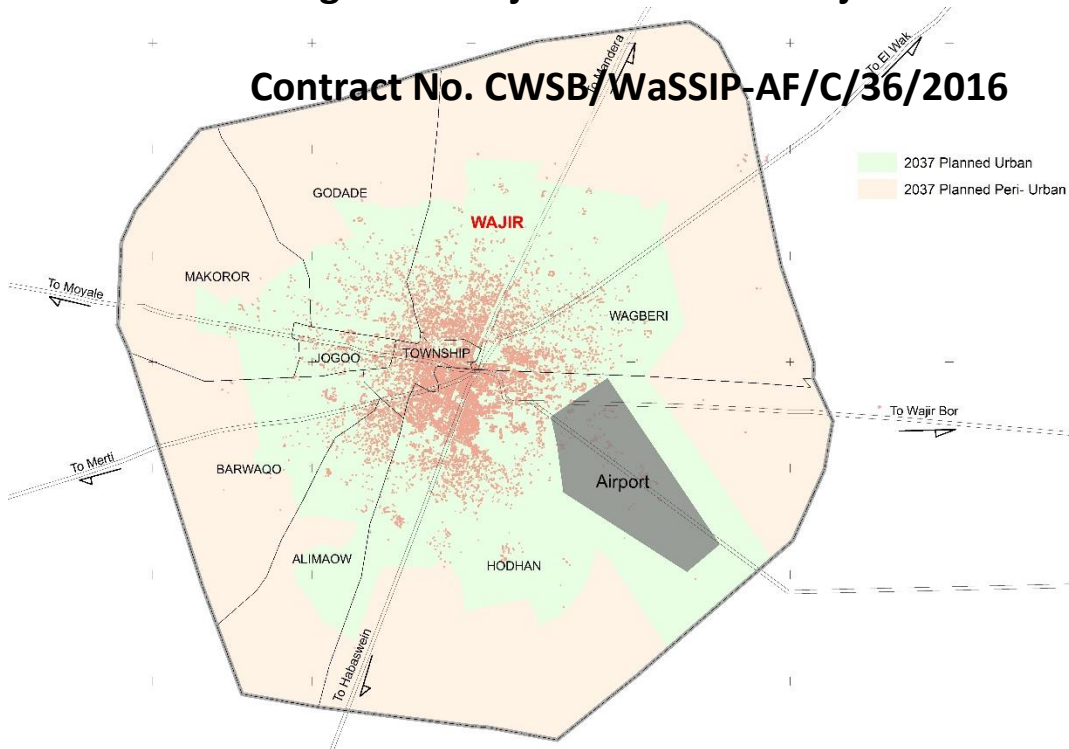 Contract No. CWSB/WaSSIP-AF/C/36/2016
To Mandera
To El Wak
2037 Planned Urban
2037 Planned Peri- Urban
GODADE
WAJIR
MAKOROR
To Moyale
WAGBERI
JOGOO
TOWNSHIP
To Wajir Bor
To Merti
BARWAQO
Airport
ALIMAOW
HODHAN
To Habaswein